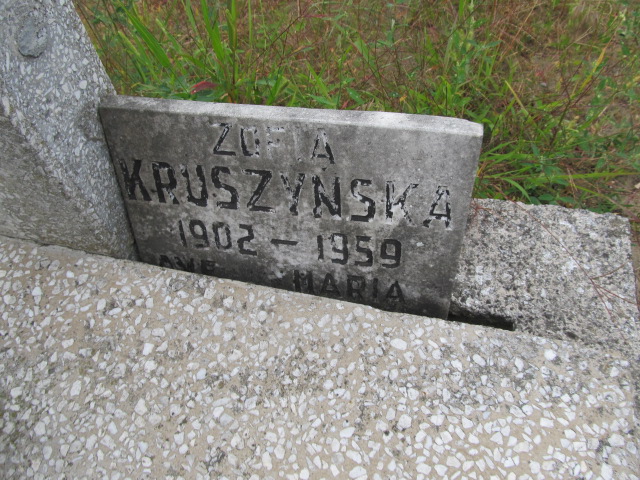 ZOFIA
KRUSZYŃSKA
1902 - 1959
AVE MARIA